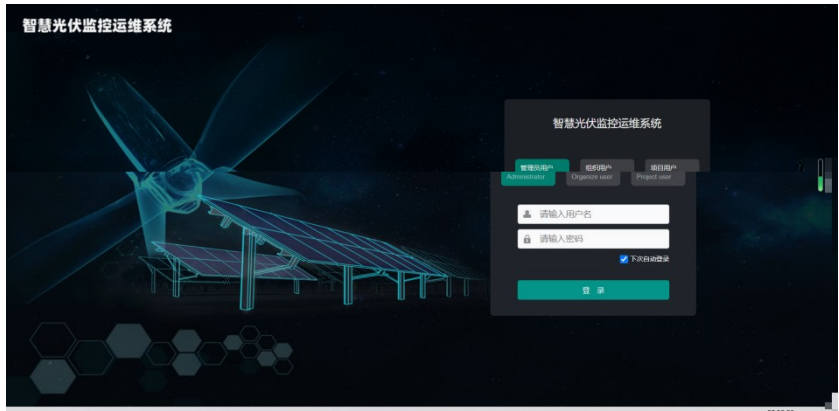 智慧光伏监控运维系统
智慧光伏监控运维系统
管理员用户 组织用户 项目用户
Administrator Organize user Project user
请输入用户名
请输入密码
下次自动登录
登 录